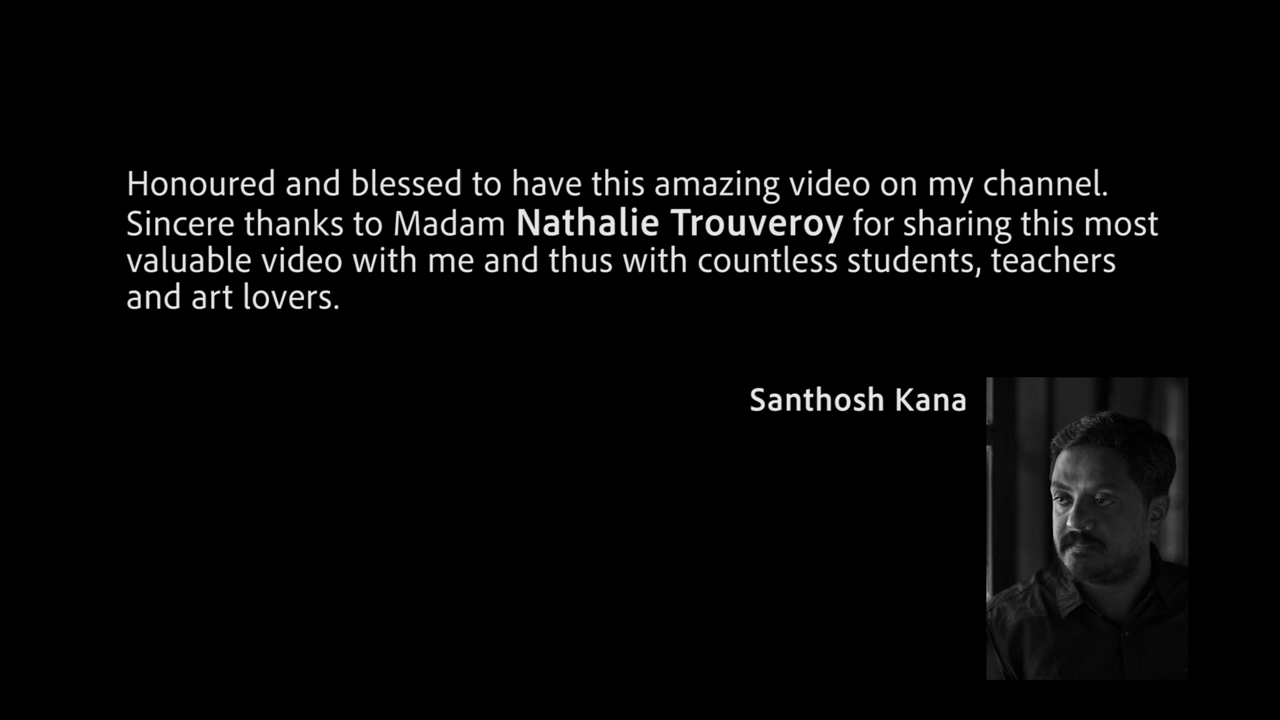 Honoured and blessed to have this amazing video on my channel.
Sincere thanks to Madam Nathalie Trouveroy for sharing this most
valuable video with me and thus with countless students, teachers
and art lovers.
Santhosh Kana